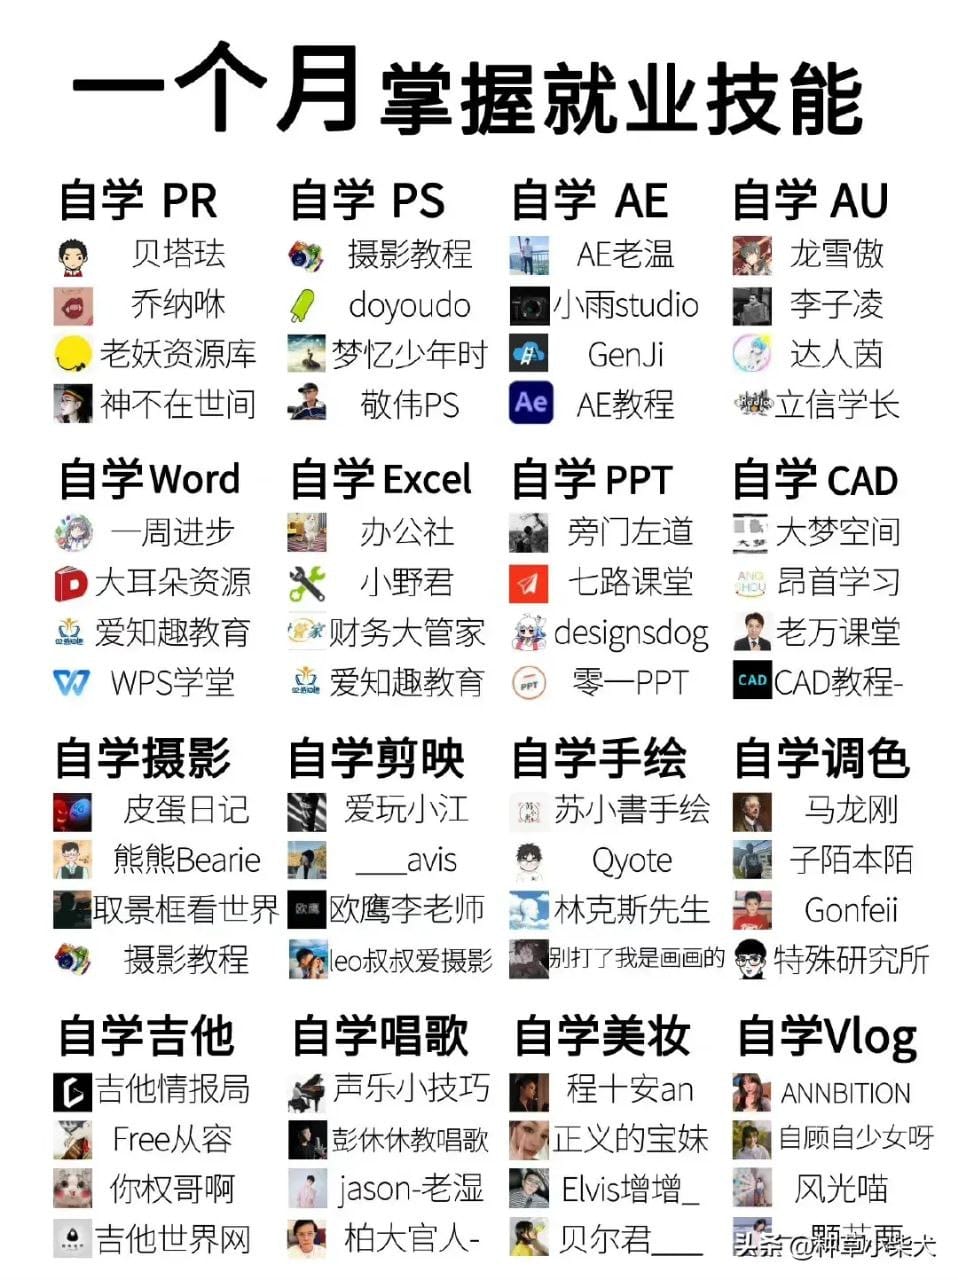 一个月掌握就业技能
自学 PR
贝塔珐
乔纳咻
老妖资源库
神不在世间
自学 PS
摄影教程
doyoudo
梦忆少年时
敬伟PS
自学 AE
AE老温
小雨studio
GenJi
Ae
AE教程
自学 AU
龙雪傲
李子凌
达人茵
立信学长
自学Word
一周进步
大耳朵资源
爱知趣教育
WPS学堂
自学Excel
办公社
小野君
管家
财务大管家
爱知趣教育
自学 PPT
旁门左道
七路课堂
designsdog
PPT
零一PPT
自学 CAD
大梦
大梦空间
ANG
SHOU
昂首学习
老万课堂
CAD
CAD教程-
自学摄影
皮蛋日记
熊熊Bearie
取景框看世界
摄影教程
自学剪映
爱玩小江
___avis
欧鹰
欧鹰李老师
leo叔叔爱摄影
自学手绘
苏小書手绘
Qyote
林克斯先生
别打了我是画画的
自学调色
马龙刚
子陌本陌
Gonfeii
特殊研究所
自学吉他
吉他情报局
Free从容
你权哥啊
吉他世界网
自学唱歌
声乐小技巧
彭休休教唱歌
jason-老湿
柏大官人-
自学美妆
程十安an
正义的宝妹
Elvis增增_
贝尔君___
自学Vlog
ANNBITION
自顾自少女呀
风光喵
头条 @种草小柴犬